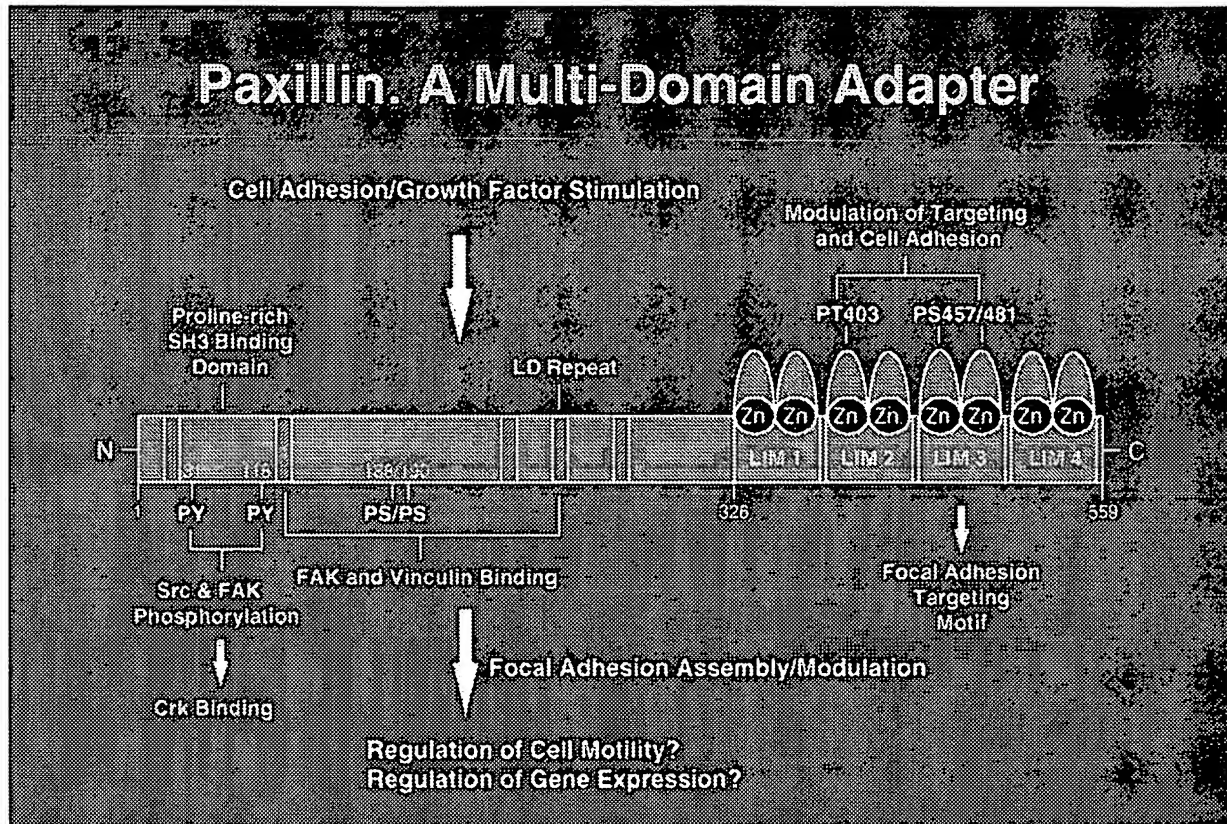 Paxillin. A Multi-Domain Adapter
Cell Adhesion/Growth Factor Stimulation
Modulation of Targeting
and Cell Adhesion
PT403 PS457/481
Proline-rich
SH3 Binding
Domain
LD Repeat
Zn Zn Zn Zn Zn Zn Zn Zn
N
31 118
LIM 1 LIM 2 LIM 3 LIM 4
C
1
PY PY PS/PS
326 559
Src & FAK
Phosphorylation
FAK and Vinculin Binding
Focal Adhesion
Targeting
Motif
Crk Binding
Focal Adhesion Assembly/Modulation
Regulation of Cell Motility?
Regulation of Gene Expression?